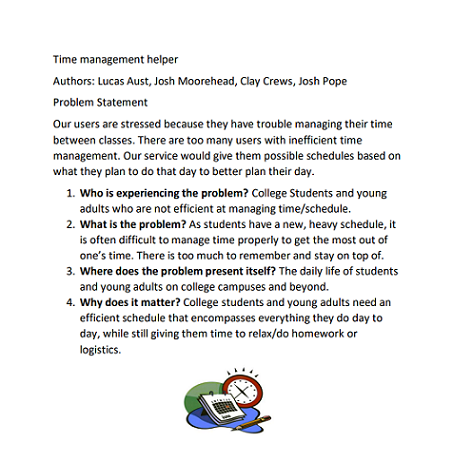 Time management helper
Authors: Lucas Aust, Josh Moorehead, Clay Crews, Josh Pope
Problem Statement
Our users are stressed because they have trouble managing their time
between classes. There are too many users with inefficient time
management. Our service would give them possible schedules based on
what they plan to do that day to better plan their day.
1. Who is experiencing the problem? College Students and young
adults who are not efficient at managing time/schedule.
2. What is the problem? As students have a new, heavy schedule, it
is often difficult to manage time properly to get the most out of
one's time. There is too much to remember and stay on top of.
3. Where does the problem present itself? The daily life of students
and young adults on college campuses and beyond.
4. Why does it matter? College students and young adults need an
efficient schedule that encompasses everything they do day to
day, while still giving them time to relax/do homework or
logistics.